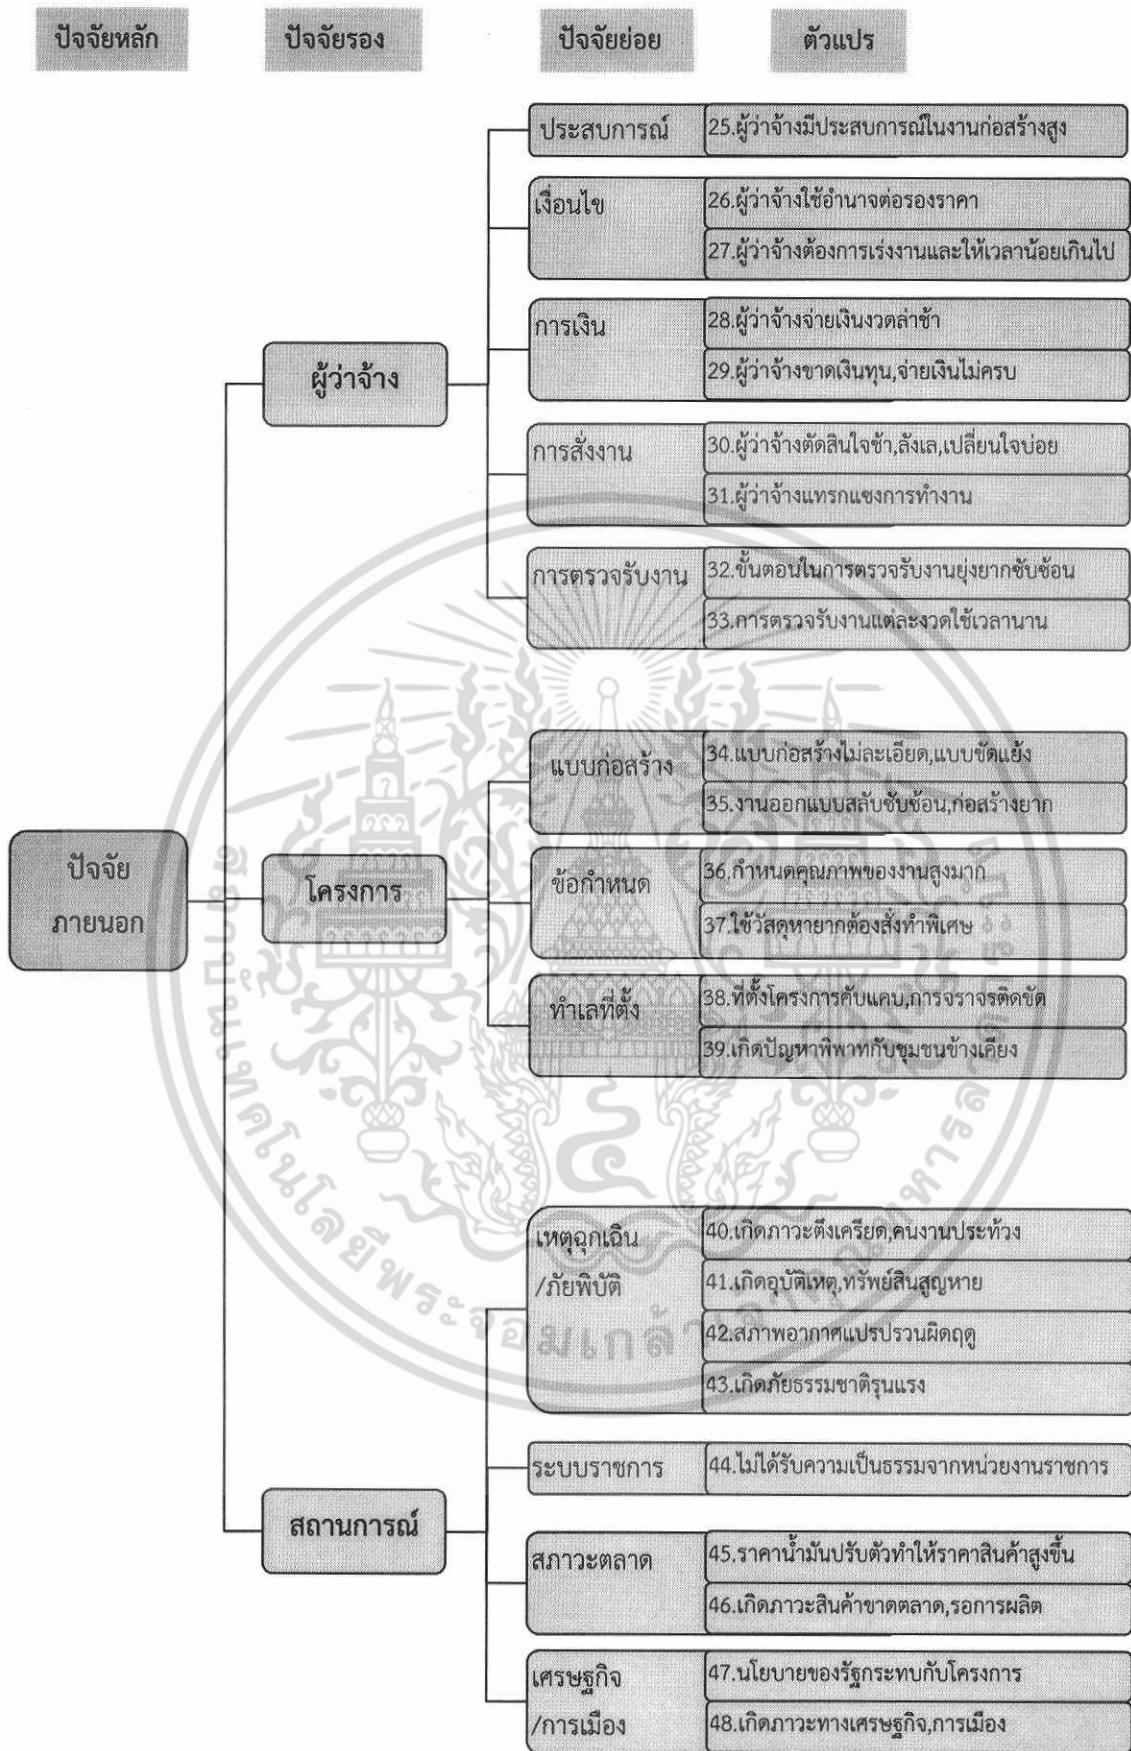 ปัจจัยหลัก ปัจจัยรอง ปัจจัยย่อย ตัวแปร
ประสบการณ์ 25.ผู้ว่าจ้างมีประสบการณ์ในงานก่อสร้างสูง
เงื่อนไข 26.ผู้ว่าจ้างใช้อำนาจต่อรองราคา
27.ผู้ว่าจ้างต้องการเร่งงานและให้เวลาน้อยเกินไป
การเงิน 28.ผู้ว่าจ้างจ่ายเงินงวดล่าช้า
29.ผู้ว่าจ้างขาดเงินทุน,จ่ายเงินไม่ครบ
ผู้ว่าจ้าง
การสั่งงาน 30.ผู้ว่าจ้างตัดสินใจช้า,ลังเล,เปลี่ยนใจบ่อย
31.ผู้ว่าจ้างแทรกแซงการทำงาน
การตรวจรับงาน 32.ขั้นตอนในการตรวจรับงานยุ่งยากซับซ้อน
33.การตรวจรับงานแต่ละงวดใช้เวลานาน
แบบก่อสร้าง 34.แบบก่อสร้างไม่ละเอียด,แบบขัดแย้ง
35.งานออกแบบสลับซับซ้อน,ก่อสร้างยาก
ปัจจัย
ภายนอก
โครงการ
ข้อกำหนด 36.กำหนดคุณภาพของงานสูงมาก
37.ใช้วัสดุหายากต้องสั่งทำพิเศษ
ทำเลที่ตั้ง 38.ที่ตั้งโครงการคับแคบ,การจราจรติดขัด
39.เกิดปัญหาพิพาทกับชุมชนข้างเคียง
เหตุฉุกเฉิน 40.เกิดภาวะตึงเครียด,คนงานประท้วง
/ภัยพิบัติ 41.เกิดอุบัติเหตุ,ทรัพย์สินสูญหาย
42.สภาพอากาศแปรปรวนผิดฤดู
43.เกิดภัยธรรมชาติรุนแรง
ระบบราชการ 44.ไม่ได้รับความเป็นธรรมจากหน่วยงานราชการ
สถานการณ์
สภาวะตลาด 45.ราคาน้ำมันปรับตัวทำให้ราคาสินค้าสูงขึ้น
46.เกิดภาวะสินค้าขาดตลาด,รอการผลิต
เศรษฐกิจ 47.นโยบายของรัฐกระทบกับโครงการ
/การเมือง 48.เกิดภาวะทางเศรษฐกิจ,การเมือง
สถาบันเทคโนโลยีพระจอมเกล้าเจ้าคุณทหารลาดกระบัง